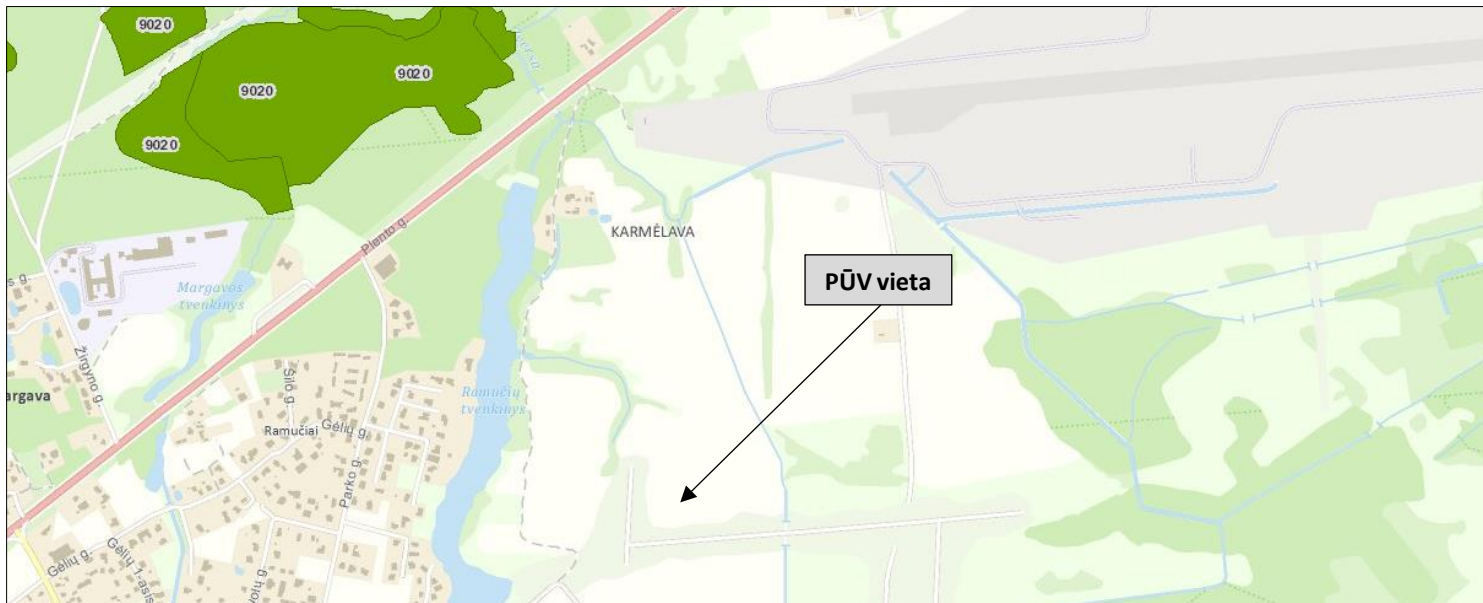 9020
9020
9020
9020
KARMĖLAVA
Plento g.
PŪV vieta
s g.
Margavos
tvenkinys
Žirgyno g.
argava
Šilo g.
Ramučių
tvenkinys
Ramučiai
Gėlių g.
Parko g.
Gėlių g.
Gėlių 1-asis
uolų g.